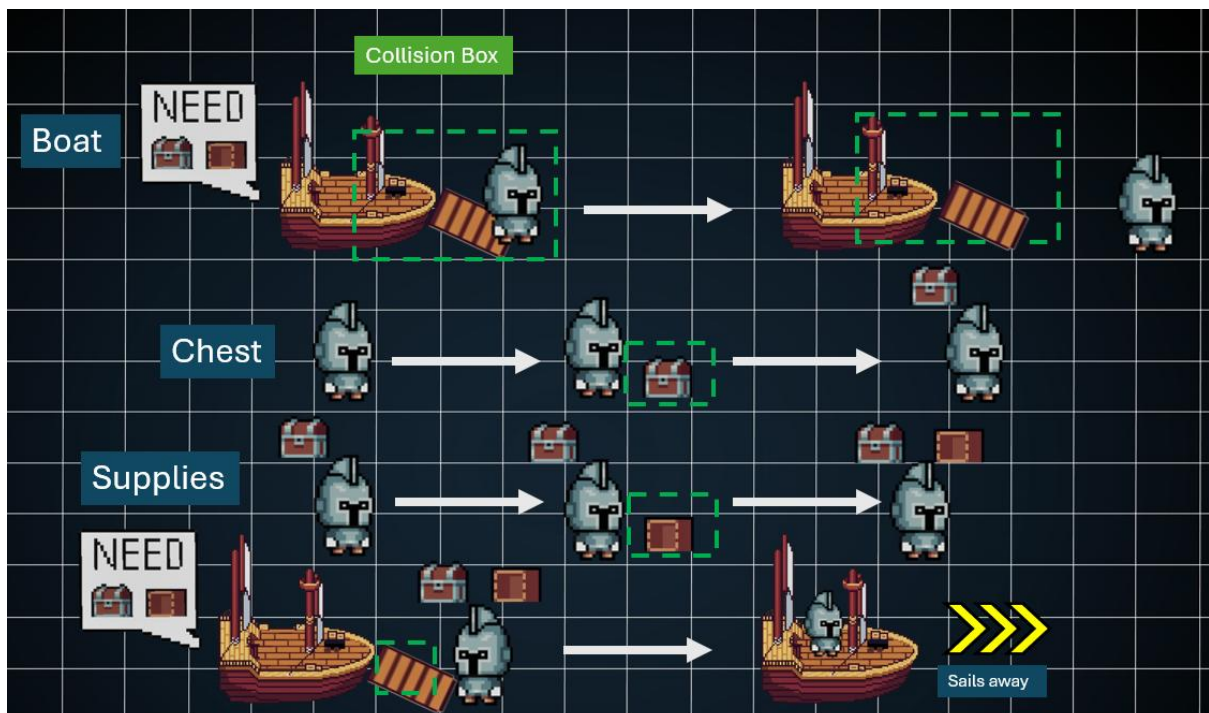 Collision Box
NEED
Boat
Chest
Supplies
NEED
Sails away